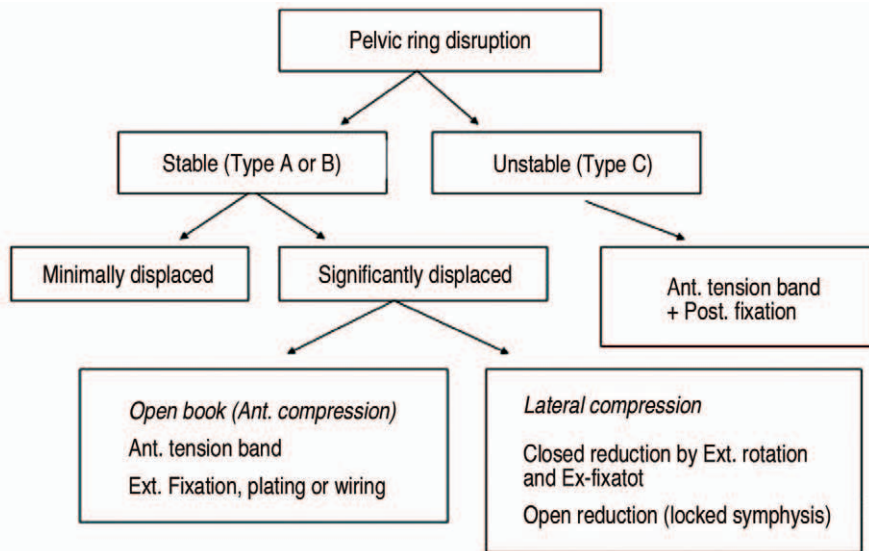 Pelvic ring disruption
Stable (Type A or B)
Unstable (Type C)
Minimally displaced
Significantly displaced
Ant. tension band
+ Post. fixation
Open book (Ant. compression)
Ant. tension band
Ext. Fixation, plating or wiring
Lateral compression
Closed reduction by Ext. rotation
and Ex-fixatot
Open reduction (locked symphysis)